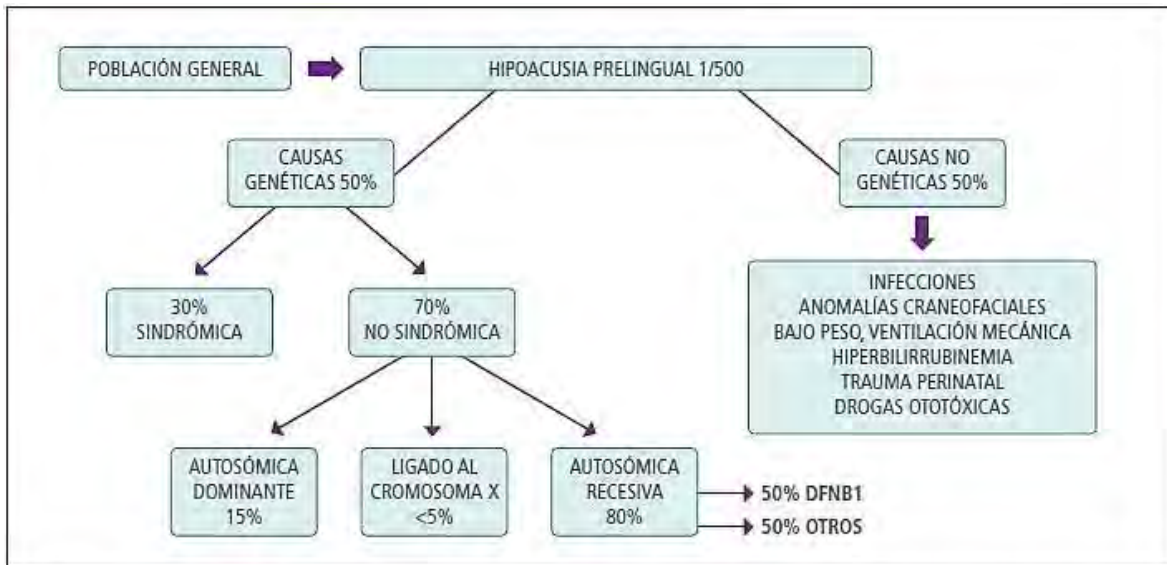 POBLACIÓN GENERAL
HIPOACUSIA PRELINGUAL 1/500
CAUSAS
GENÉTICAS 50%
CAUSAS NO
GENÉTICAS 50%
30%
SINDRÓMICA
70%
NO SINDRÓMICA
INFECCIONES
ANOMALÍAS CRANEOFACIALES
BAJO PESO, VENTILACIÓN MECÁNICA
HIPERBILIRRUBINEMIA
TRAUMA PERINATAL
DROGAS OTOTÓXICAS
AUTOSÓMICA
DOMINANTE
15%
LIGADO AL
CROMOSOMA X
<5%
AUTOSÓMICA
RECESIVA
80%
50% DFNB1
50% OTROS